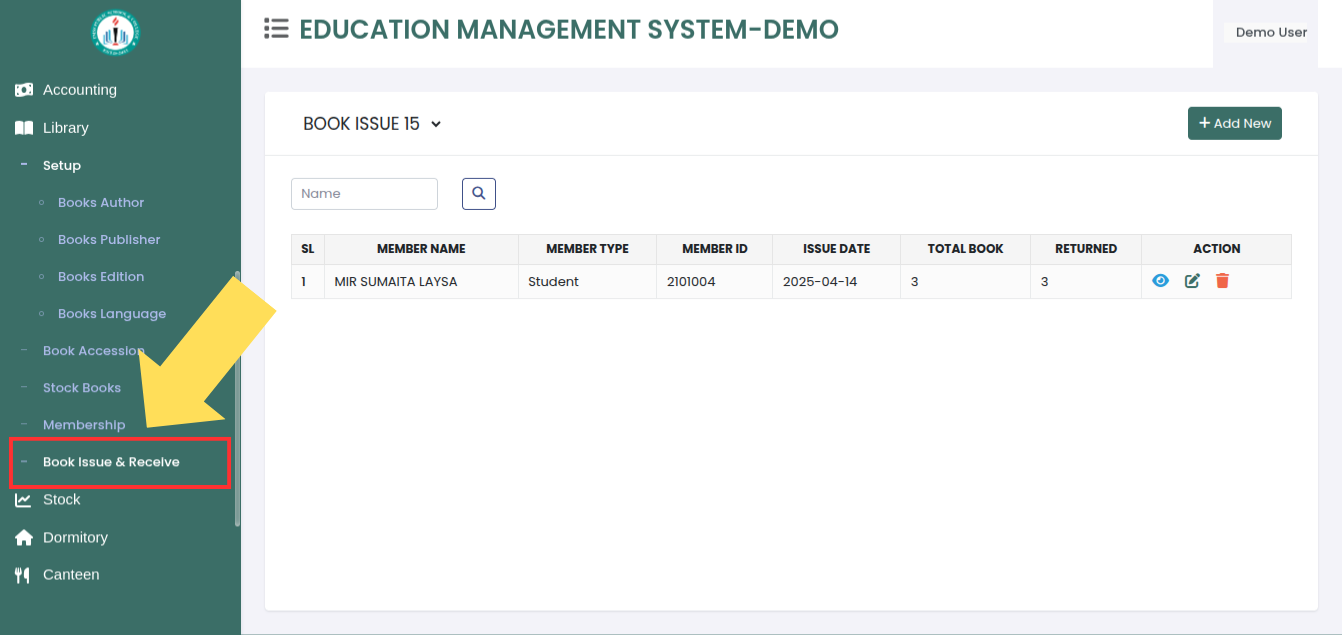 EDUCATION MANAGEMENT SYSTEM-DEMO
Demo User
Accounting
Library
Setup
Books Author
Books Publisher
Books Edition
Books Language
Book Accession
Stock Books
Membership
Book Issue & Receive
Stock
Dormitory
Canteen
BOOK ISSUE 15
+ Add New
Name
SL MEMBER NAME MEMBER TYPE MEMBER ID ISSUE DATE TOTAL BOOK RETURNED ACTION
1 MIR SUMAITA LAYSA Student 2101004 2025-04-14 3 3